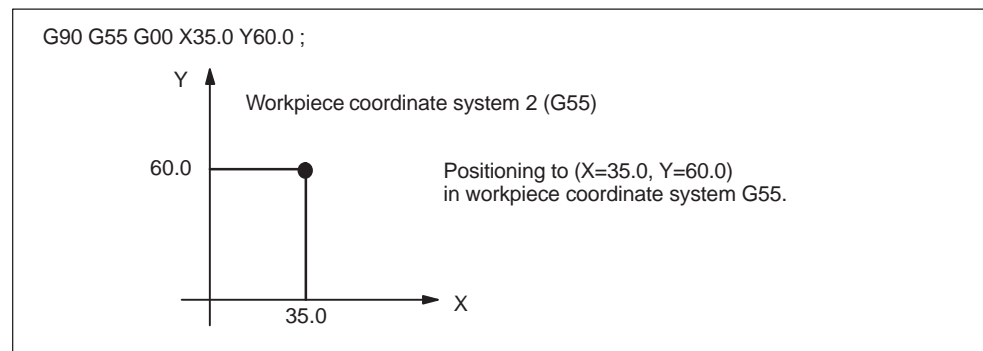 G90 G55 G00 X35.0 Y60.0 ;
Y
Workpiece coordinate system 2 (G55)
60.0
Positioning to (X=35.0, Y=60.0)
in workpiece coordinate system G55.
X
35.0